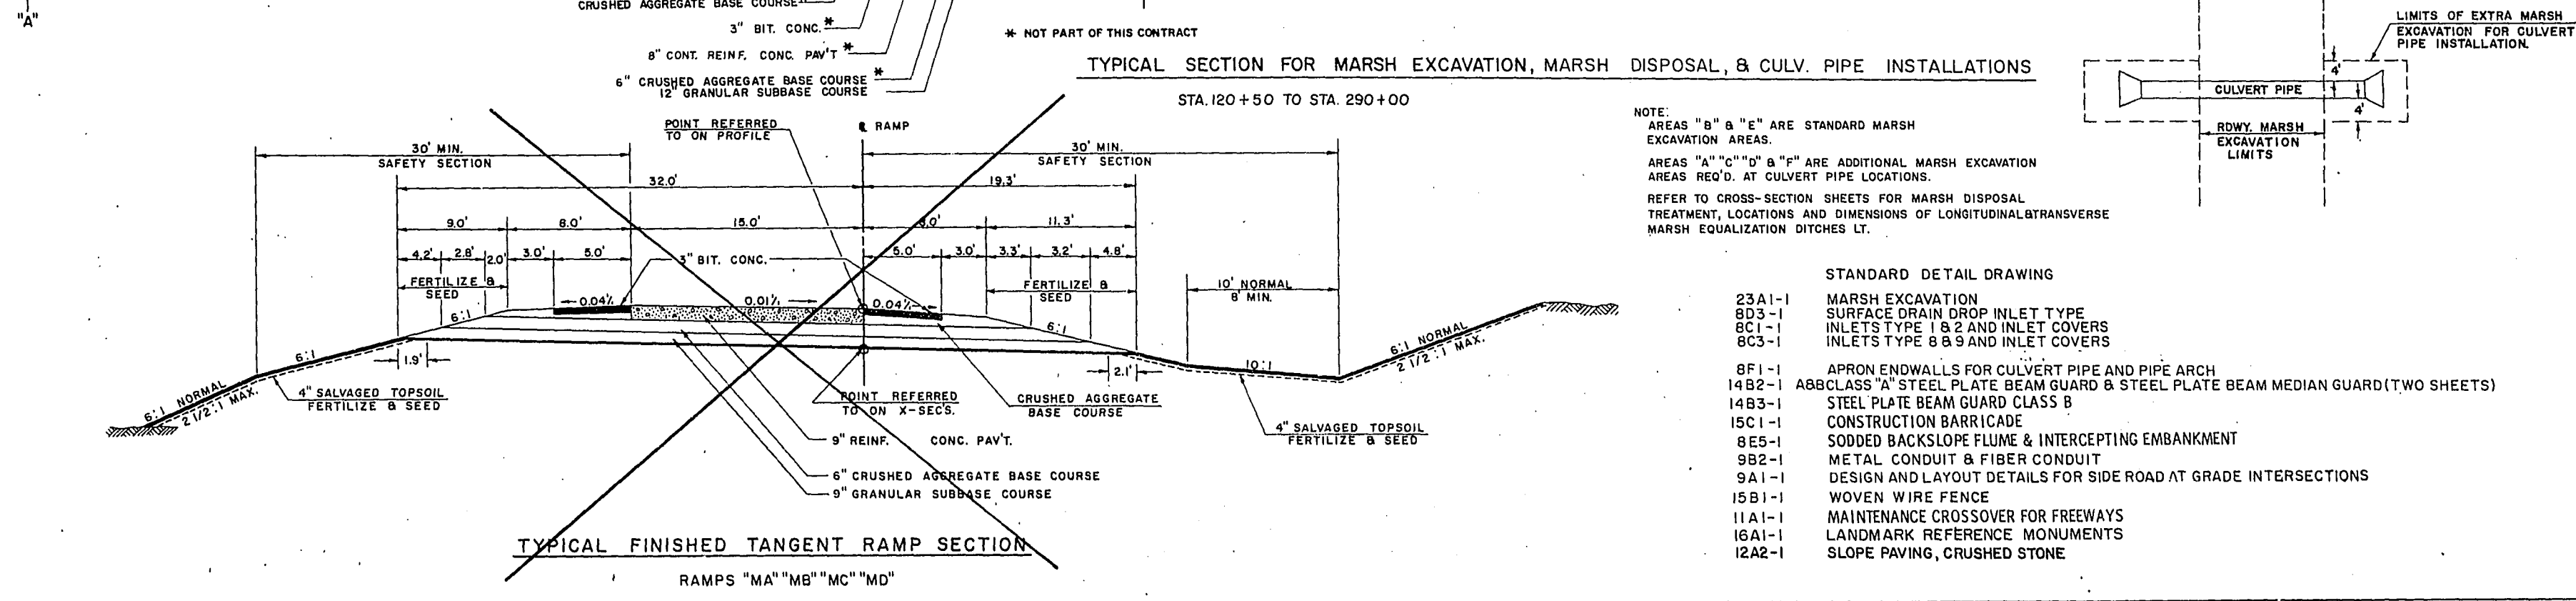 "A"
CRUSHED AGGREGATE BASE COURSE
3" BIT. CONC.*
8" CONT. REINF. CONC. PAV'T *
6" CRUSHED AGGREGATE BASE COURSE *
12" GRANULAR SUBBASE COURSE
* NOT PART OF THIS CONTRACT
TYPICAL SECTION FOR MARSH EXCAVATION, MARSH DISPOSAL, & CULV. PIPE INSTALLATIONS
STA. 120+50 TO STA. 290+00
LIMITS OF EXTRA MARSH
EXCAVATION FOR CULVERT
PIPE INSTALLATION.
4'
CULVERT PIPE
4'
RDWY. MARSH
EXCAVATION
LIMITS
NOTE:
AREAS "B" & "E" ARE STANDARD MARSH
EXCAVATION AREAS.
AREAS "A" "C" "D" & "F" ARE ADDITIONAL MARSH EXCAVATION
AREAS REQ'D. AT CULVERT PIPE LOCATIONS.
REFER TO CROSS-SECTION SHEETS FOR MARSH DISPOSAL
TREATMENT, LOCATIONS AND DIMENSIONS OF LONGITUDINAL & TRANSVERSE
MARSH EQUALIZATION DITCHES LT.
POINT REFERRED
TO ON PROFILE
℄ RAMP
30' MIN.
SAFETY SECTION
30' MIN.
SAFETY SECTION
32.0'
19.3'
9.0'
8.0'
15.0'
8.0'
11.3'
4.2'
2.8'
2.0'
3.0'
5.0'
3" BIT. CONC.
5.0'
3.0'
3.3'
3.2'
4.8'
FERTILIZE &
SEED
FERTILIZE &
SEED
10' NORMAL
8' MIN.
0.04%
0.01%
0.04%
6:1
6:1
6:1
1.9'
2.1'
10:1
6:1 NORMAL
2 1/2:1 MAX.
6:1 NORMAL
2 1/2:1 MAX.
4" SALVAGED TOPSOIL
FERTILIZE & SEED
POINT REFERRED
TO ON X-SEC'S.
CRUSHED AGGREGATE
BASE COURSE
4" SALVAGED TOPSOIL
FERTILIZE & SEED
9" REINF. CONC. PAV'T.
6" CRUSHED AGGREGATE BASE COURSE
9" GRANULAR SUBBASE COURSE
TYPICAL FINISHED TANGENT RAMP SECTION
RAMPS "MA" "MB" "MC" "MD"
STANDARD DETAIL DRAWING
23A1-1 MARSH EXCAVATION
8D3-1 SURFACE DRAIN DROP INLET TYPE
8C1-1 INLETS TYPE 1 & 2 AND INLET COVERS
8C3-1 INLETS TYPE 8 & 9 AND INLET COVERS
8F1-1 APRON ENDWALLS FOR CULVERT PIPE AND PIPE ARCH
14B2-1 A&B CLASS "A" STEEL PLATE BEAM GUARD & STEEL PLATE BEAM MEDIAN GUARD (TWO SHEETS)
14B3-1 STEEL PLATE BEAM GUARD CLASS B
15C1-1 CONSTRUCTION BARRICADE
8E5-1 SODDED BACKSLOPE FLUME & INTERCEPTING EMBANKMENT
9B2-1 METAL CONDUIT & FIBER CONDUIT
9A1-1 DESIGN AND LAYOUT DETAILS FOR SIDE ROAD AT GRADE INTERSECTIONS
15B1-1 WOVEN WIRE FENCE
11A1-1 MAINTENANCE CROSSOVER FOR FREEWAYS
16A1-1 LANDMARK REFERENCE MONUMENTS
12A2-1 SLOPE PAVING, CRUSHED STONE